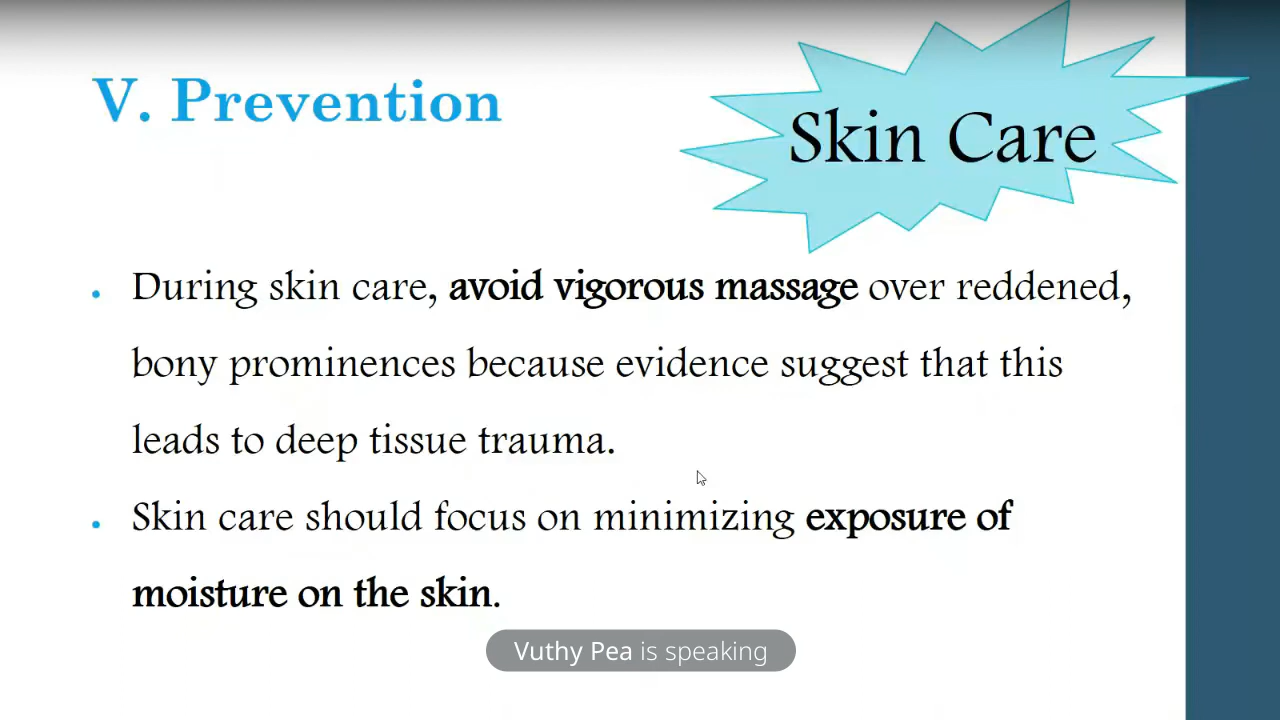 V. Prevention
Skin Care
During skin care, avoid vigorous massage over reddened,
bony prominences because evidence suggest that this
leads to deep tissue trauma.
Skin care should focus on minimizing exposure of
moisture on the skin.
Vuthy Pea is speaking